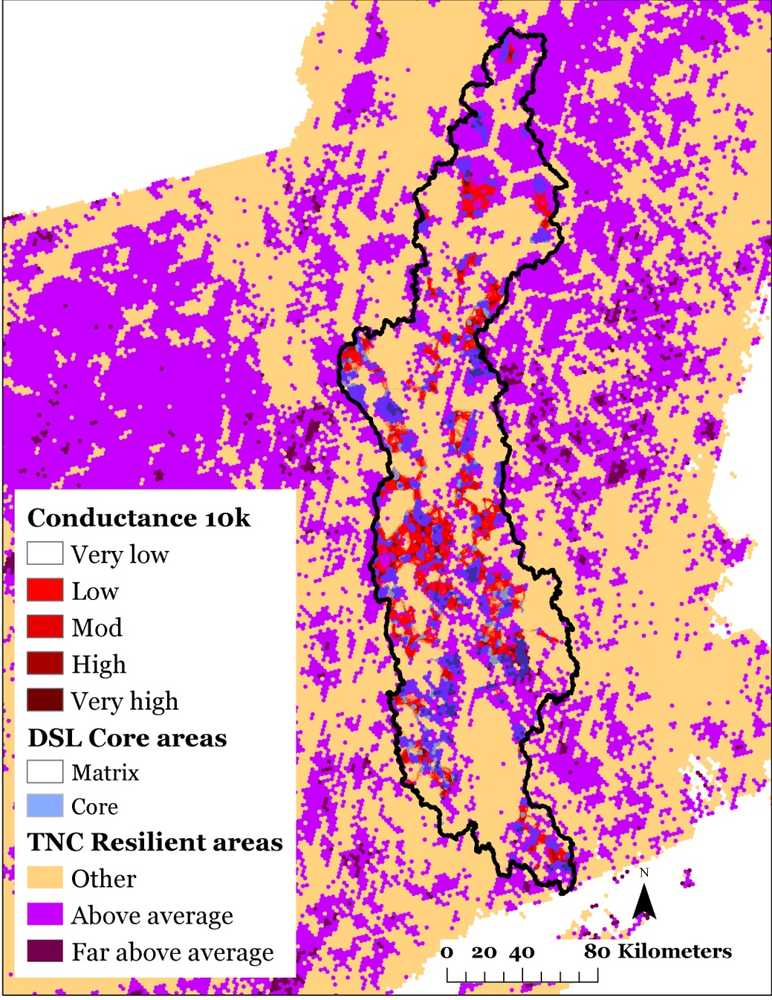 Conductance 10k
Very low
Low
Mod
High
Very high
DSL Core areas
Matrix
Core
TNC Resilient areas
Other
Above average
Far above average
N
0 20 40 80 Kilometers